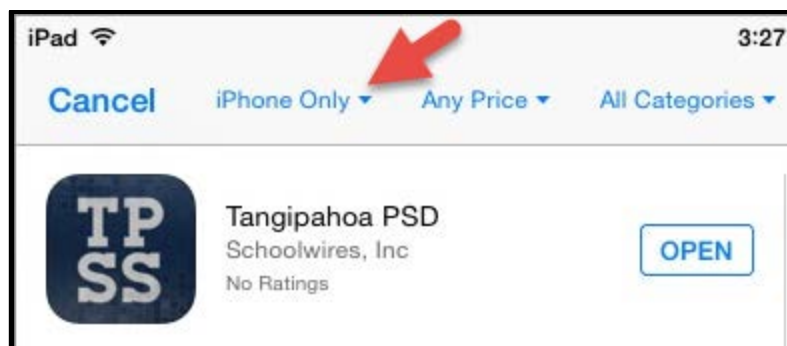 iPad 3:27
Cancel iPhone Only Any Price All Categories
TP
SS
Tangipahoa PSD
Schoolwires, Inc
No Ratings
OPEN